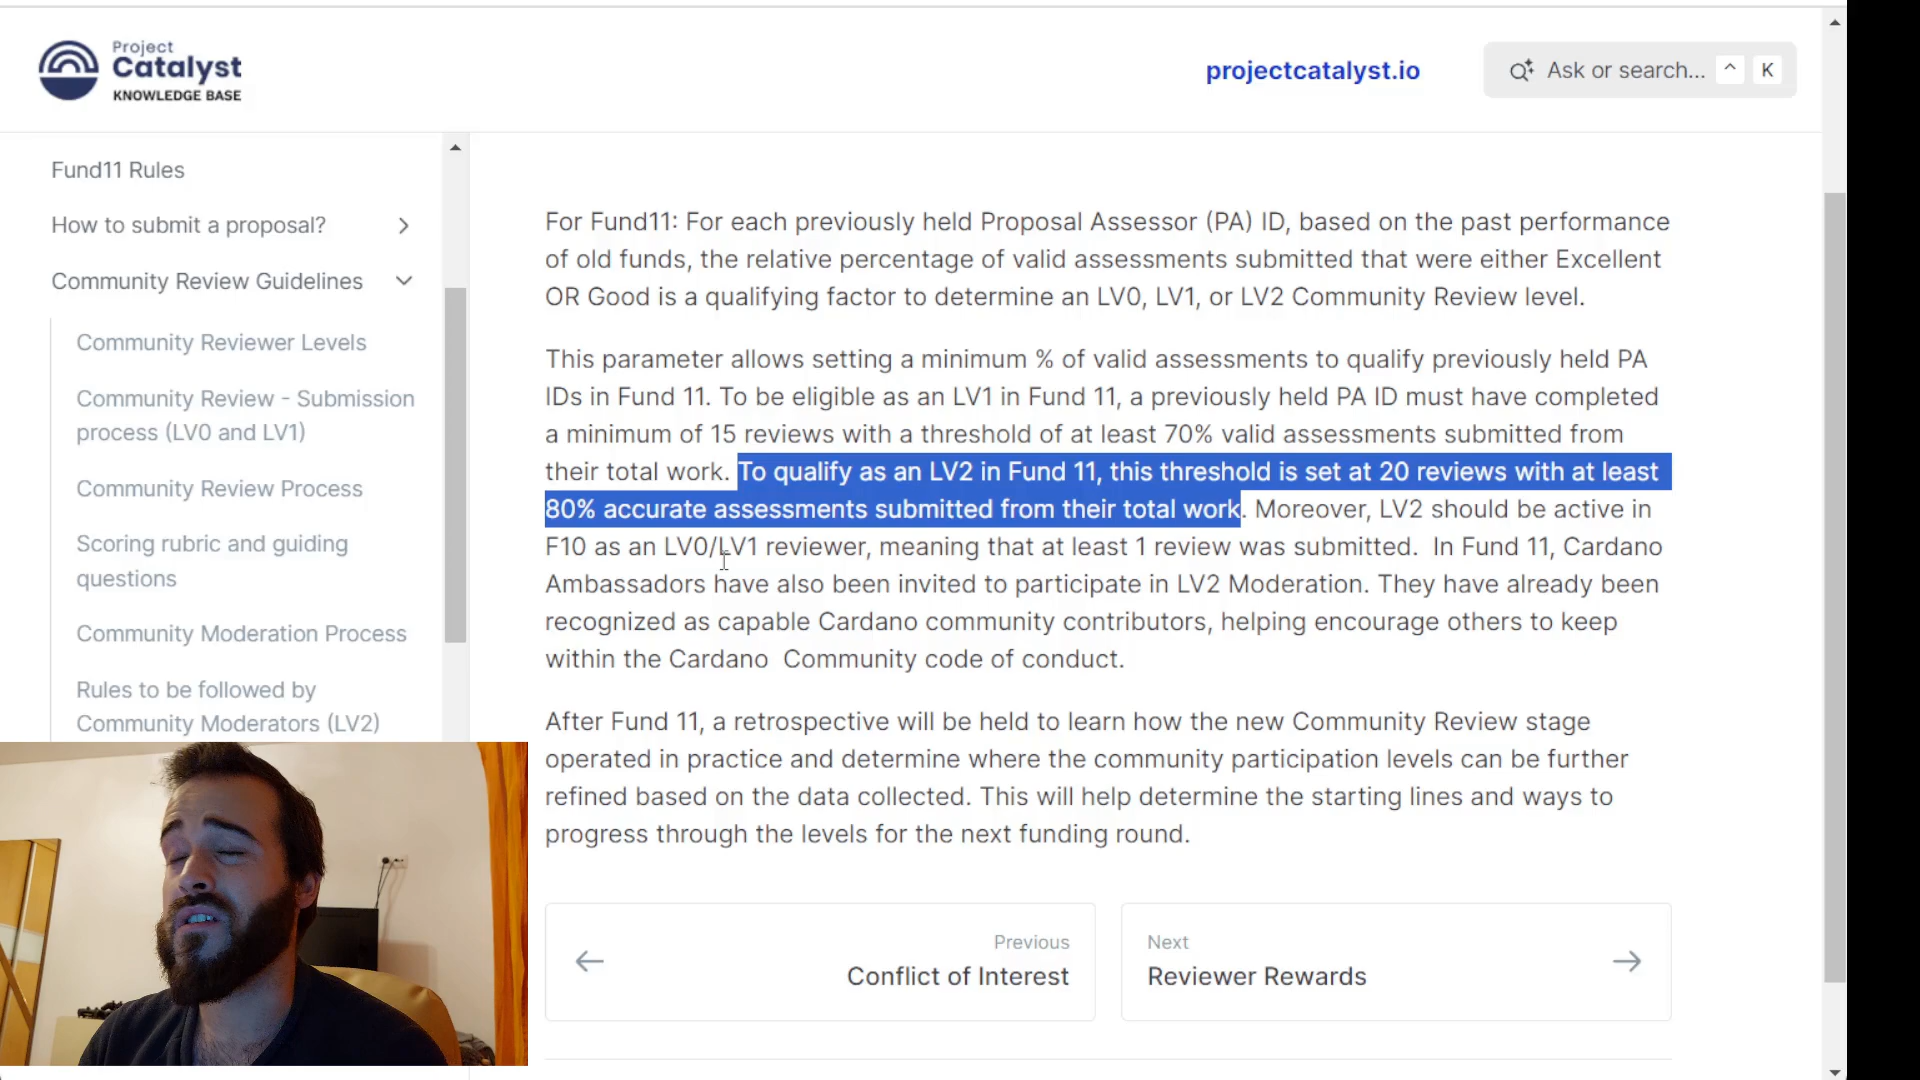 Project
Catalyst
KNOWLEDGE BASE
projectcatalyst.io
Ask or search...
^
K
Fund11 Rules
How to submit a proposal?
Community Review Guidelines
Community Reviewer Levels
Community Review - Submission
process (LV0 and LV1)
Community Review Process
Scoring rubric and guiding
questions
Community Moderation Process
Rules to be followed by
Community Moderators (LV2)
For Fund11: For each previously held Proposal Assessor (PA) ID, based on the past performance
of old funds, the relative percentage of valid assessments submitted that were either Excellent
OR Good is a qualifying factor to determine an LV0, LV1, or LV2 Community Review level.
This parameter allows setting a minimum % of valid assessments to qualify previously held PA
IDs in Fund 11. To be eligible as an LV1 in Fund 11, a previously held PA ID must have completed
a minimum of 15 reviews with a threshold of at least 70% valid assessments submitted from
their total work. To qualify as an LV2 in Fund 11, this threshold is set at 20 reviews with at least
80% accurate assessments submitted from their total work. Moreover, LV2 should be active in
F10 as an LV0/LV1 reviewer, meaning that at least 1 review was submitted. In Fund 11, Cardano
Ambassadors have also been invited to participate in LV2 Moderation. They have already been
recognized as capable Cardano community contributors, helping encourage others to keep
within the Cardano Community code of conduct.
After Fund 11, a retrospective will be held to learn how the new Community Review stage
operated in practice and determine where the community participation levels can be further
refined based on the data collected. This will help determine the starting lines and ways to
progress through the levels for the next funding round.
Previous
Conflict of Interest
Next
Reviewer Rewards